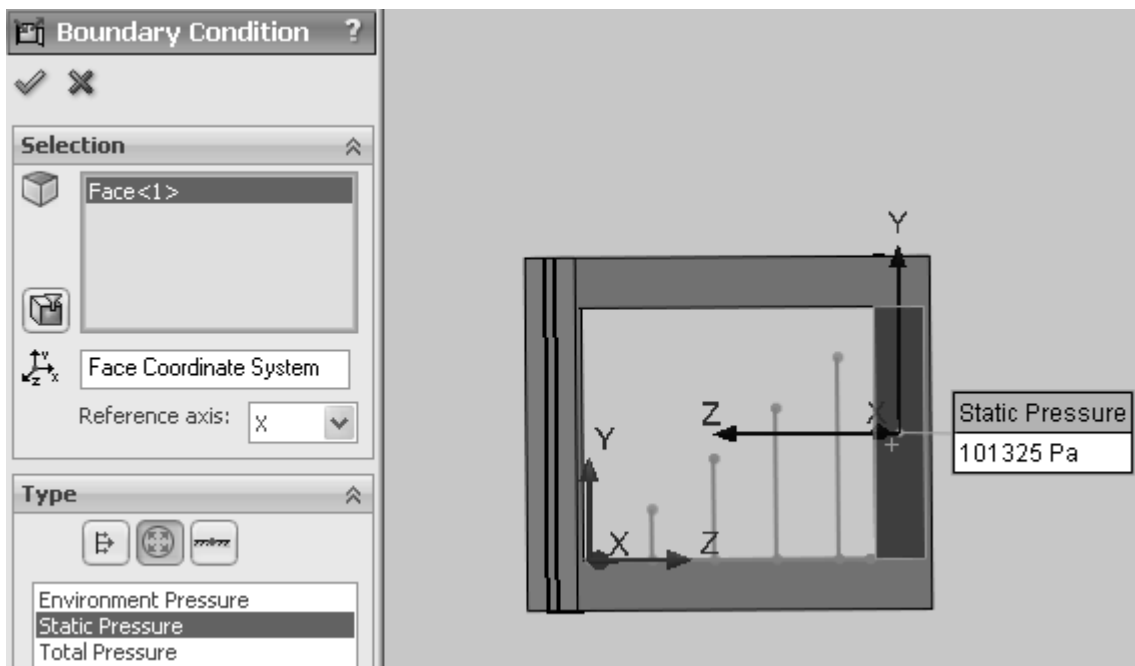 Boundary Condition ?
Selection
Face<1>
Face Coordinate System
Reference axis: X
Type
Environment Pressure
Static Pressure
Total Pressure
Y
Z X
Static Pressure
101325 Pa
Y
X Z